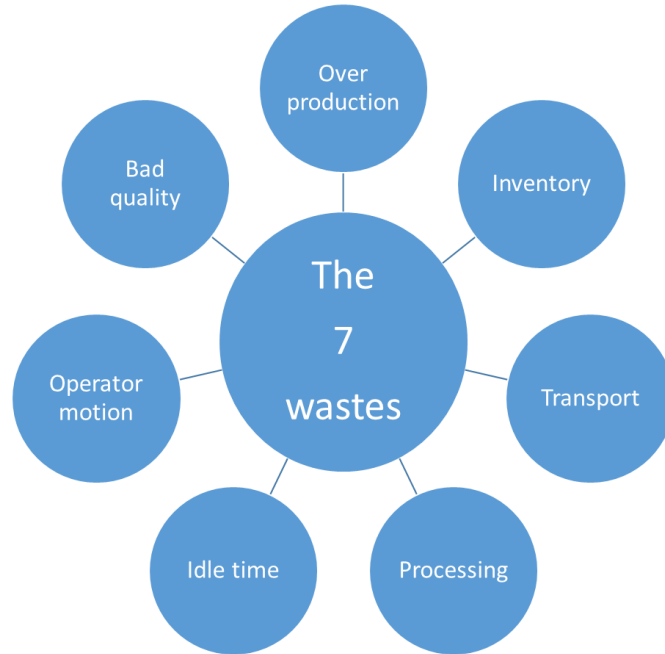 Over
production
Bad
quality
Inventory
The
7
wastes
Operator
motion
Transport
Idle time
Processing